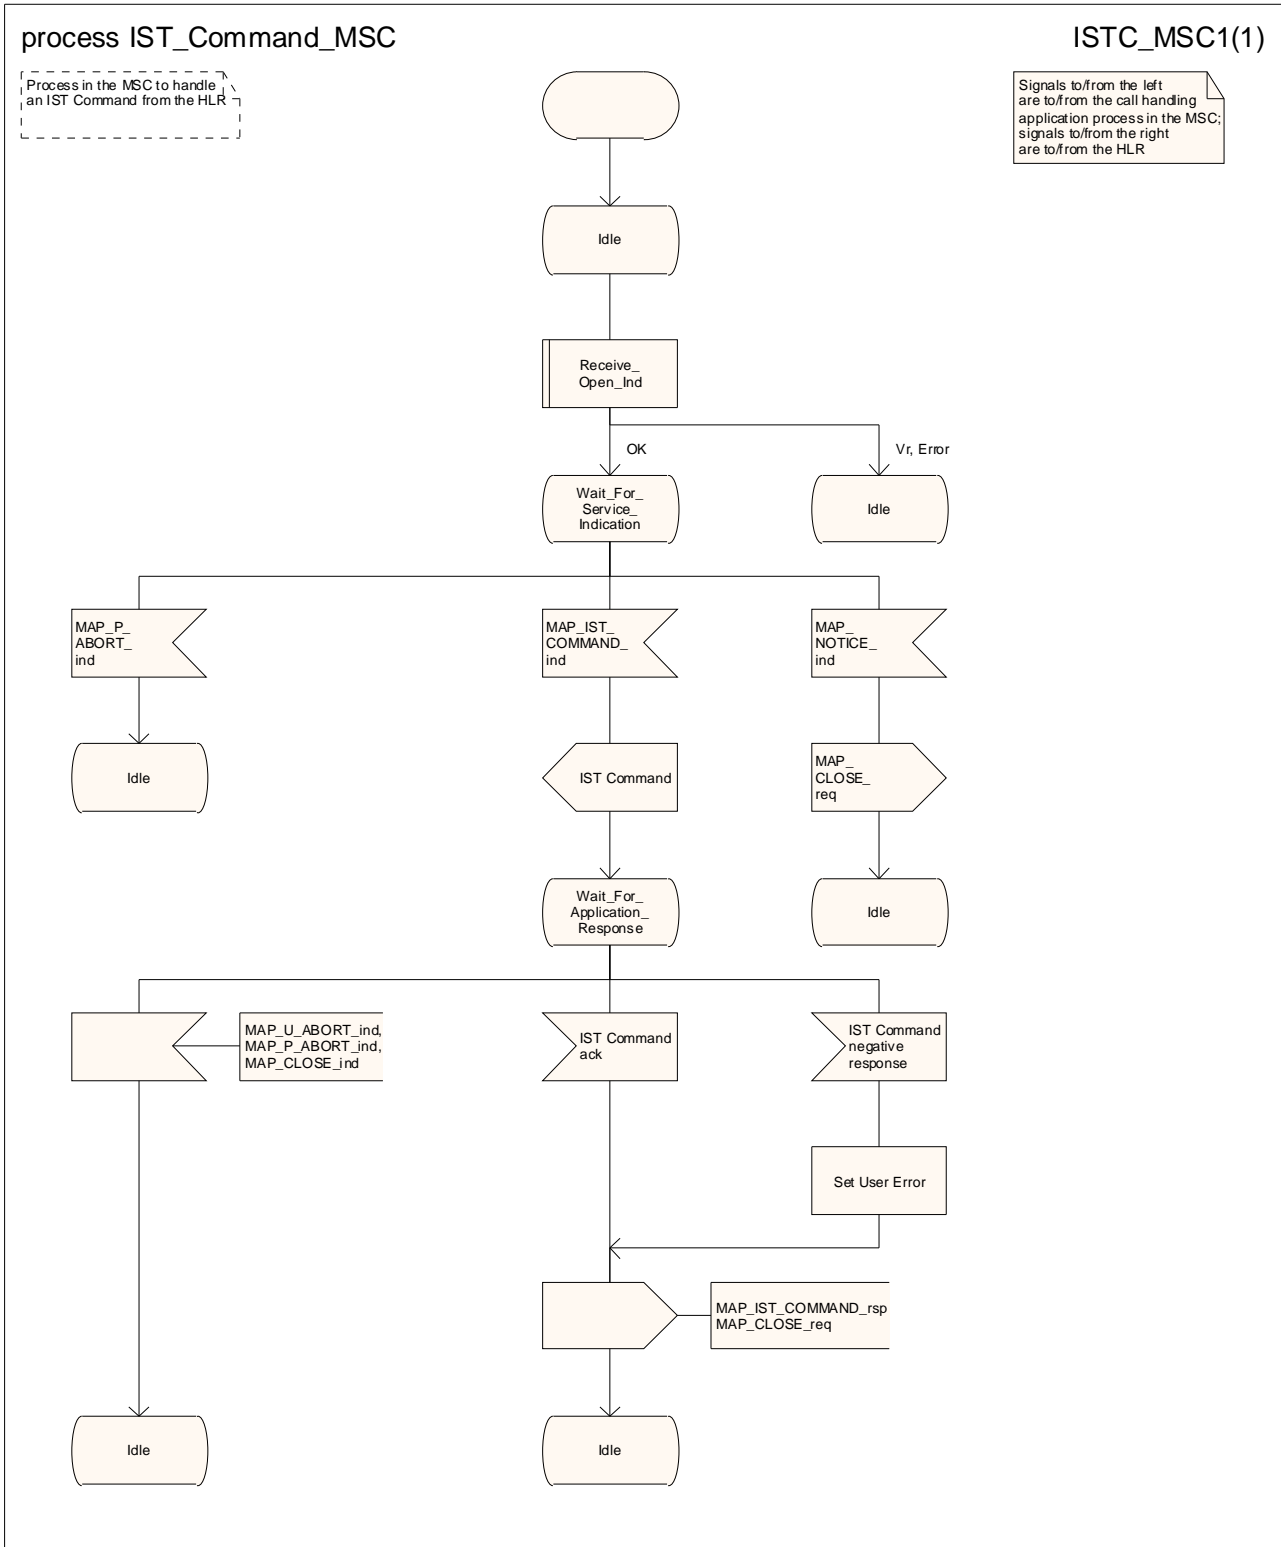 process IST_Command_MSC
ISTC_MSC1(1)
Process in the MSC to handle
an IST Command from the HLR
Signals to/from the left
are to/from the call handling
application process in the MSC;
signals to/from the right
are to/from the HLR
Idle
Receive_
Open_Ind
OK
Vr, Error
Wait_For_
Service_
Indication
Idle
MAP_P_
ABORT_
ind
MAP_IST_
COMMAND_
ind
MAP_
NOTICE_
ind
Idle
IST Command
MAP_
CLOSE_
req
Wait_For_
Application_
Response
Idle
MAP_U_ABORT_ind,
MAP_P_ABORT_ind,
MAP_CLOSE_ind
IST Command
ack
IST Command
negative
response
Set User Error
MAP_IST_COMMAND_rsp
MAP_CLOSE_req
Idle
Idle